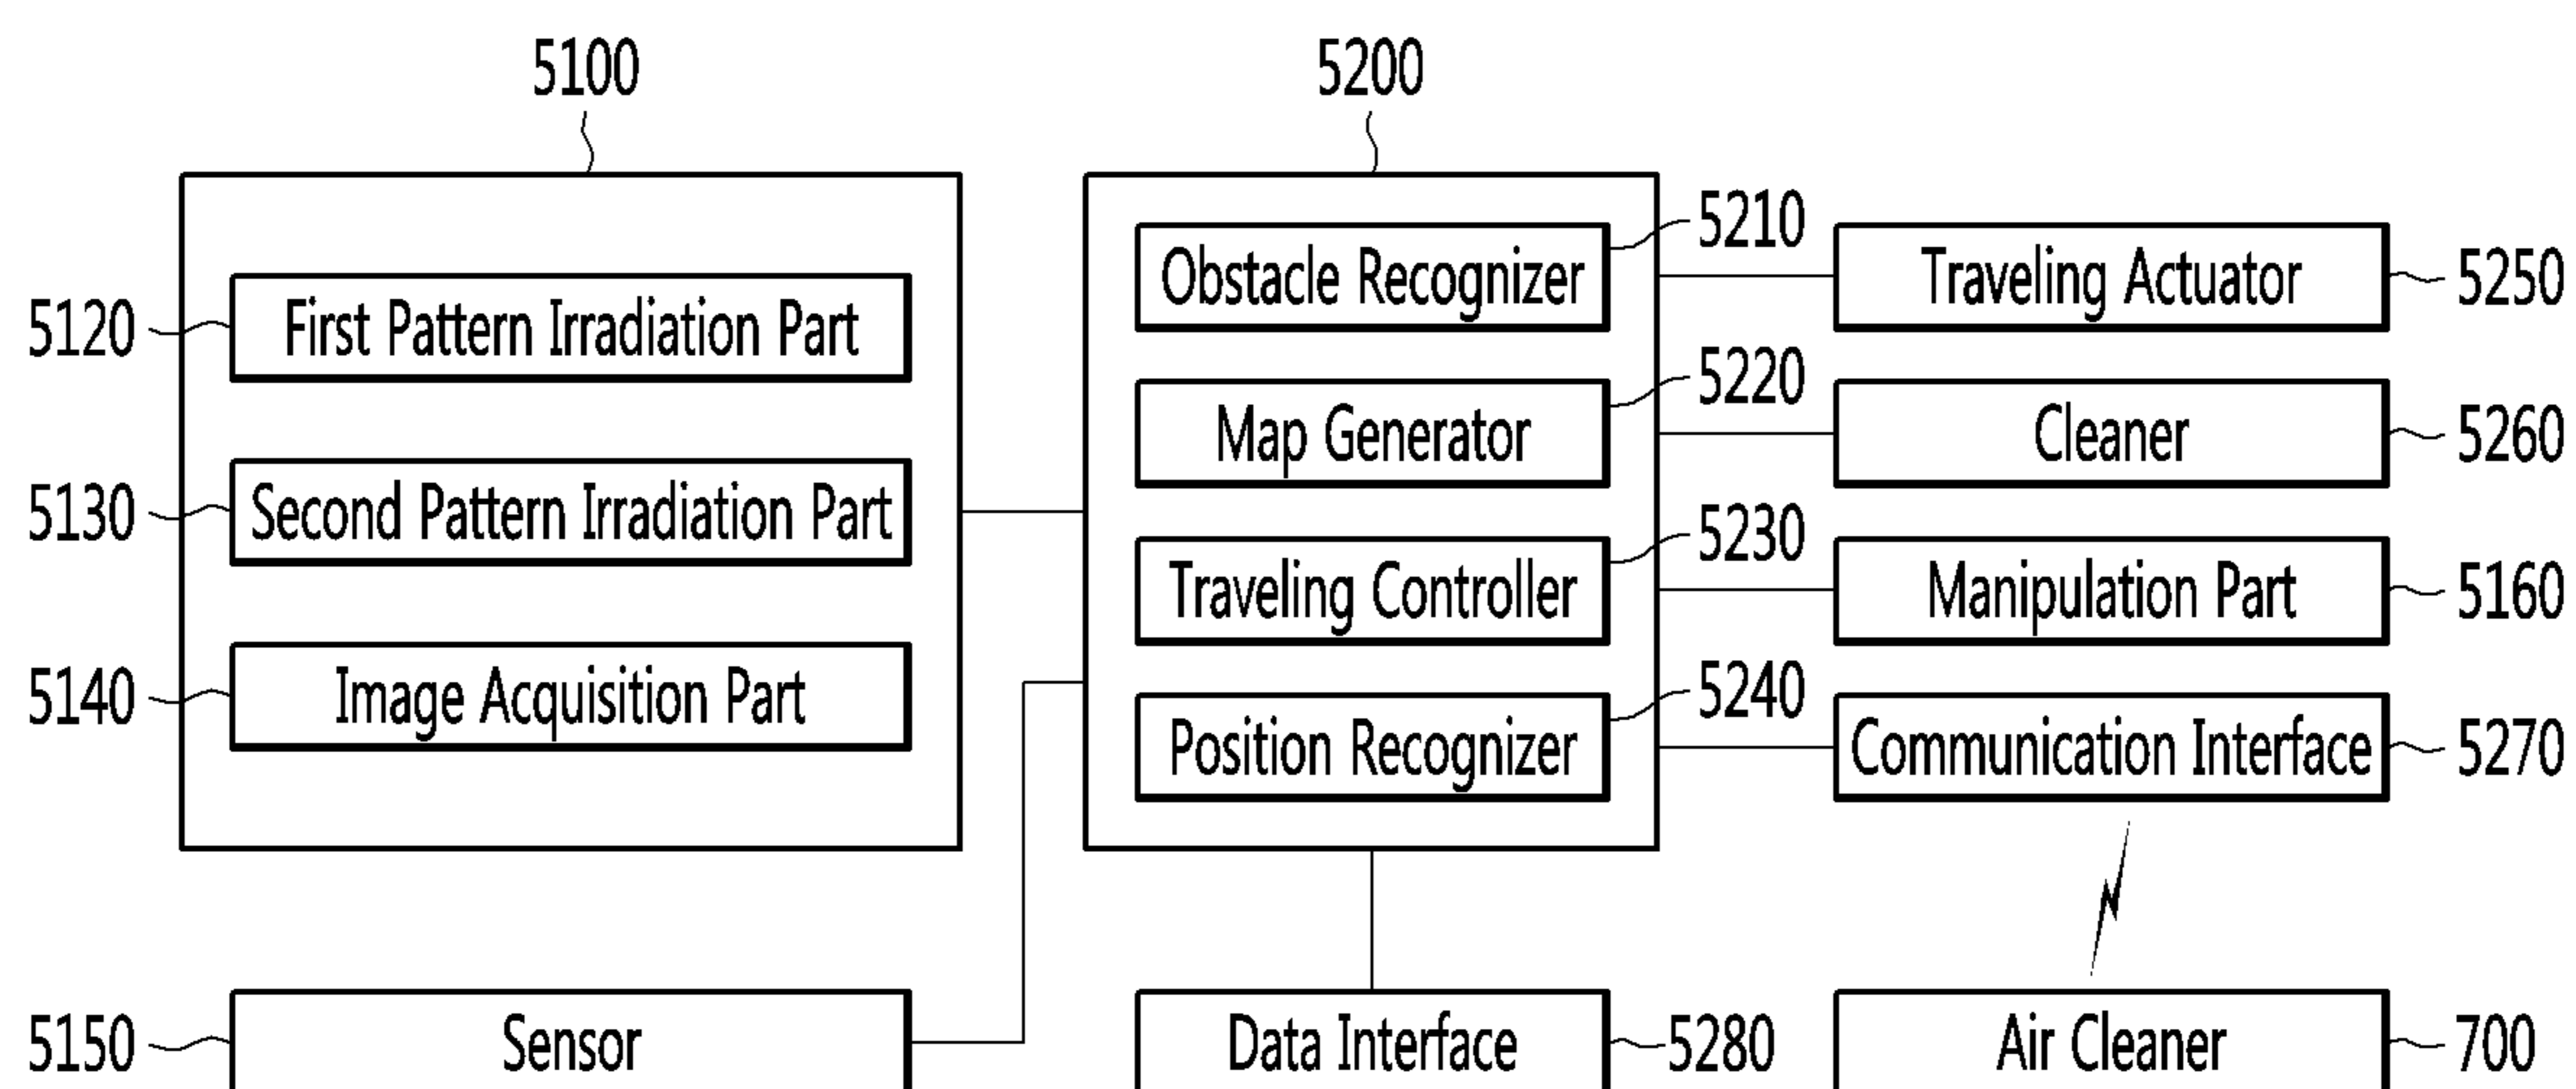 5100
5200
5210
Obstacle Recognizer
Traveling Actuator
5250
5120
First Pattern Irradiation Part
5220
Map Generator
Cleaner
5260
5130
Second Pattern Irradiation Part
5230
Traveling Controller
Manipulation Part
5160
5140
Image Acquisition Part
5240
Position Recognizer
Communication Interface
5270
5150
Sensor
Data Interface
5280
Air Cleaner
700